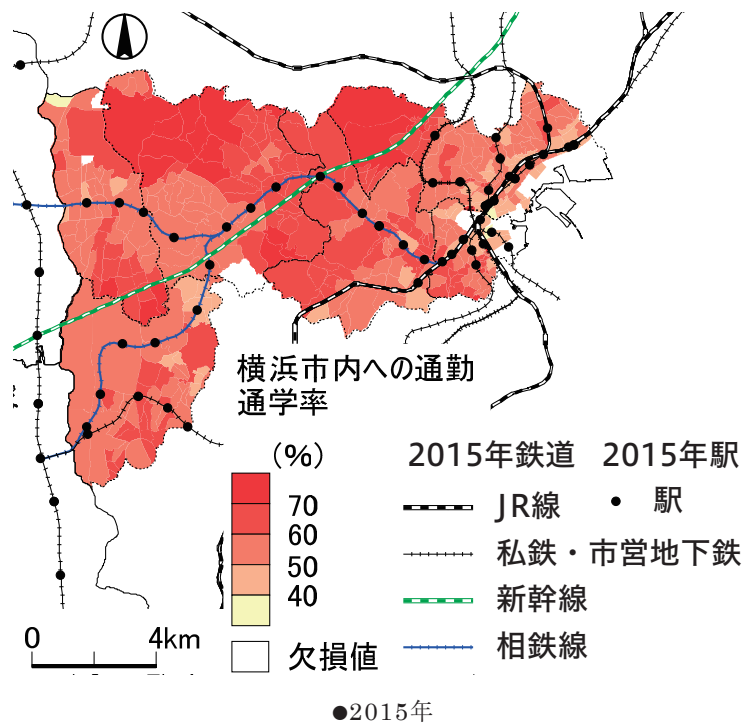 横浜市内への通勤
通学率
(%)
70
60
50
40
欠損値
0 4km
2015年鉄道 2015年駅
JR線 駅
私鉄・市営地下鉄
新幹線
相鉄線
●2015年